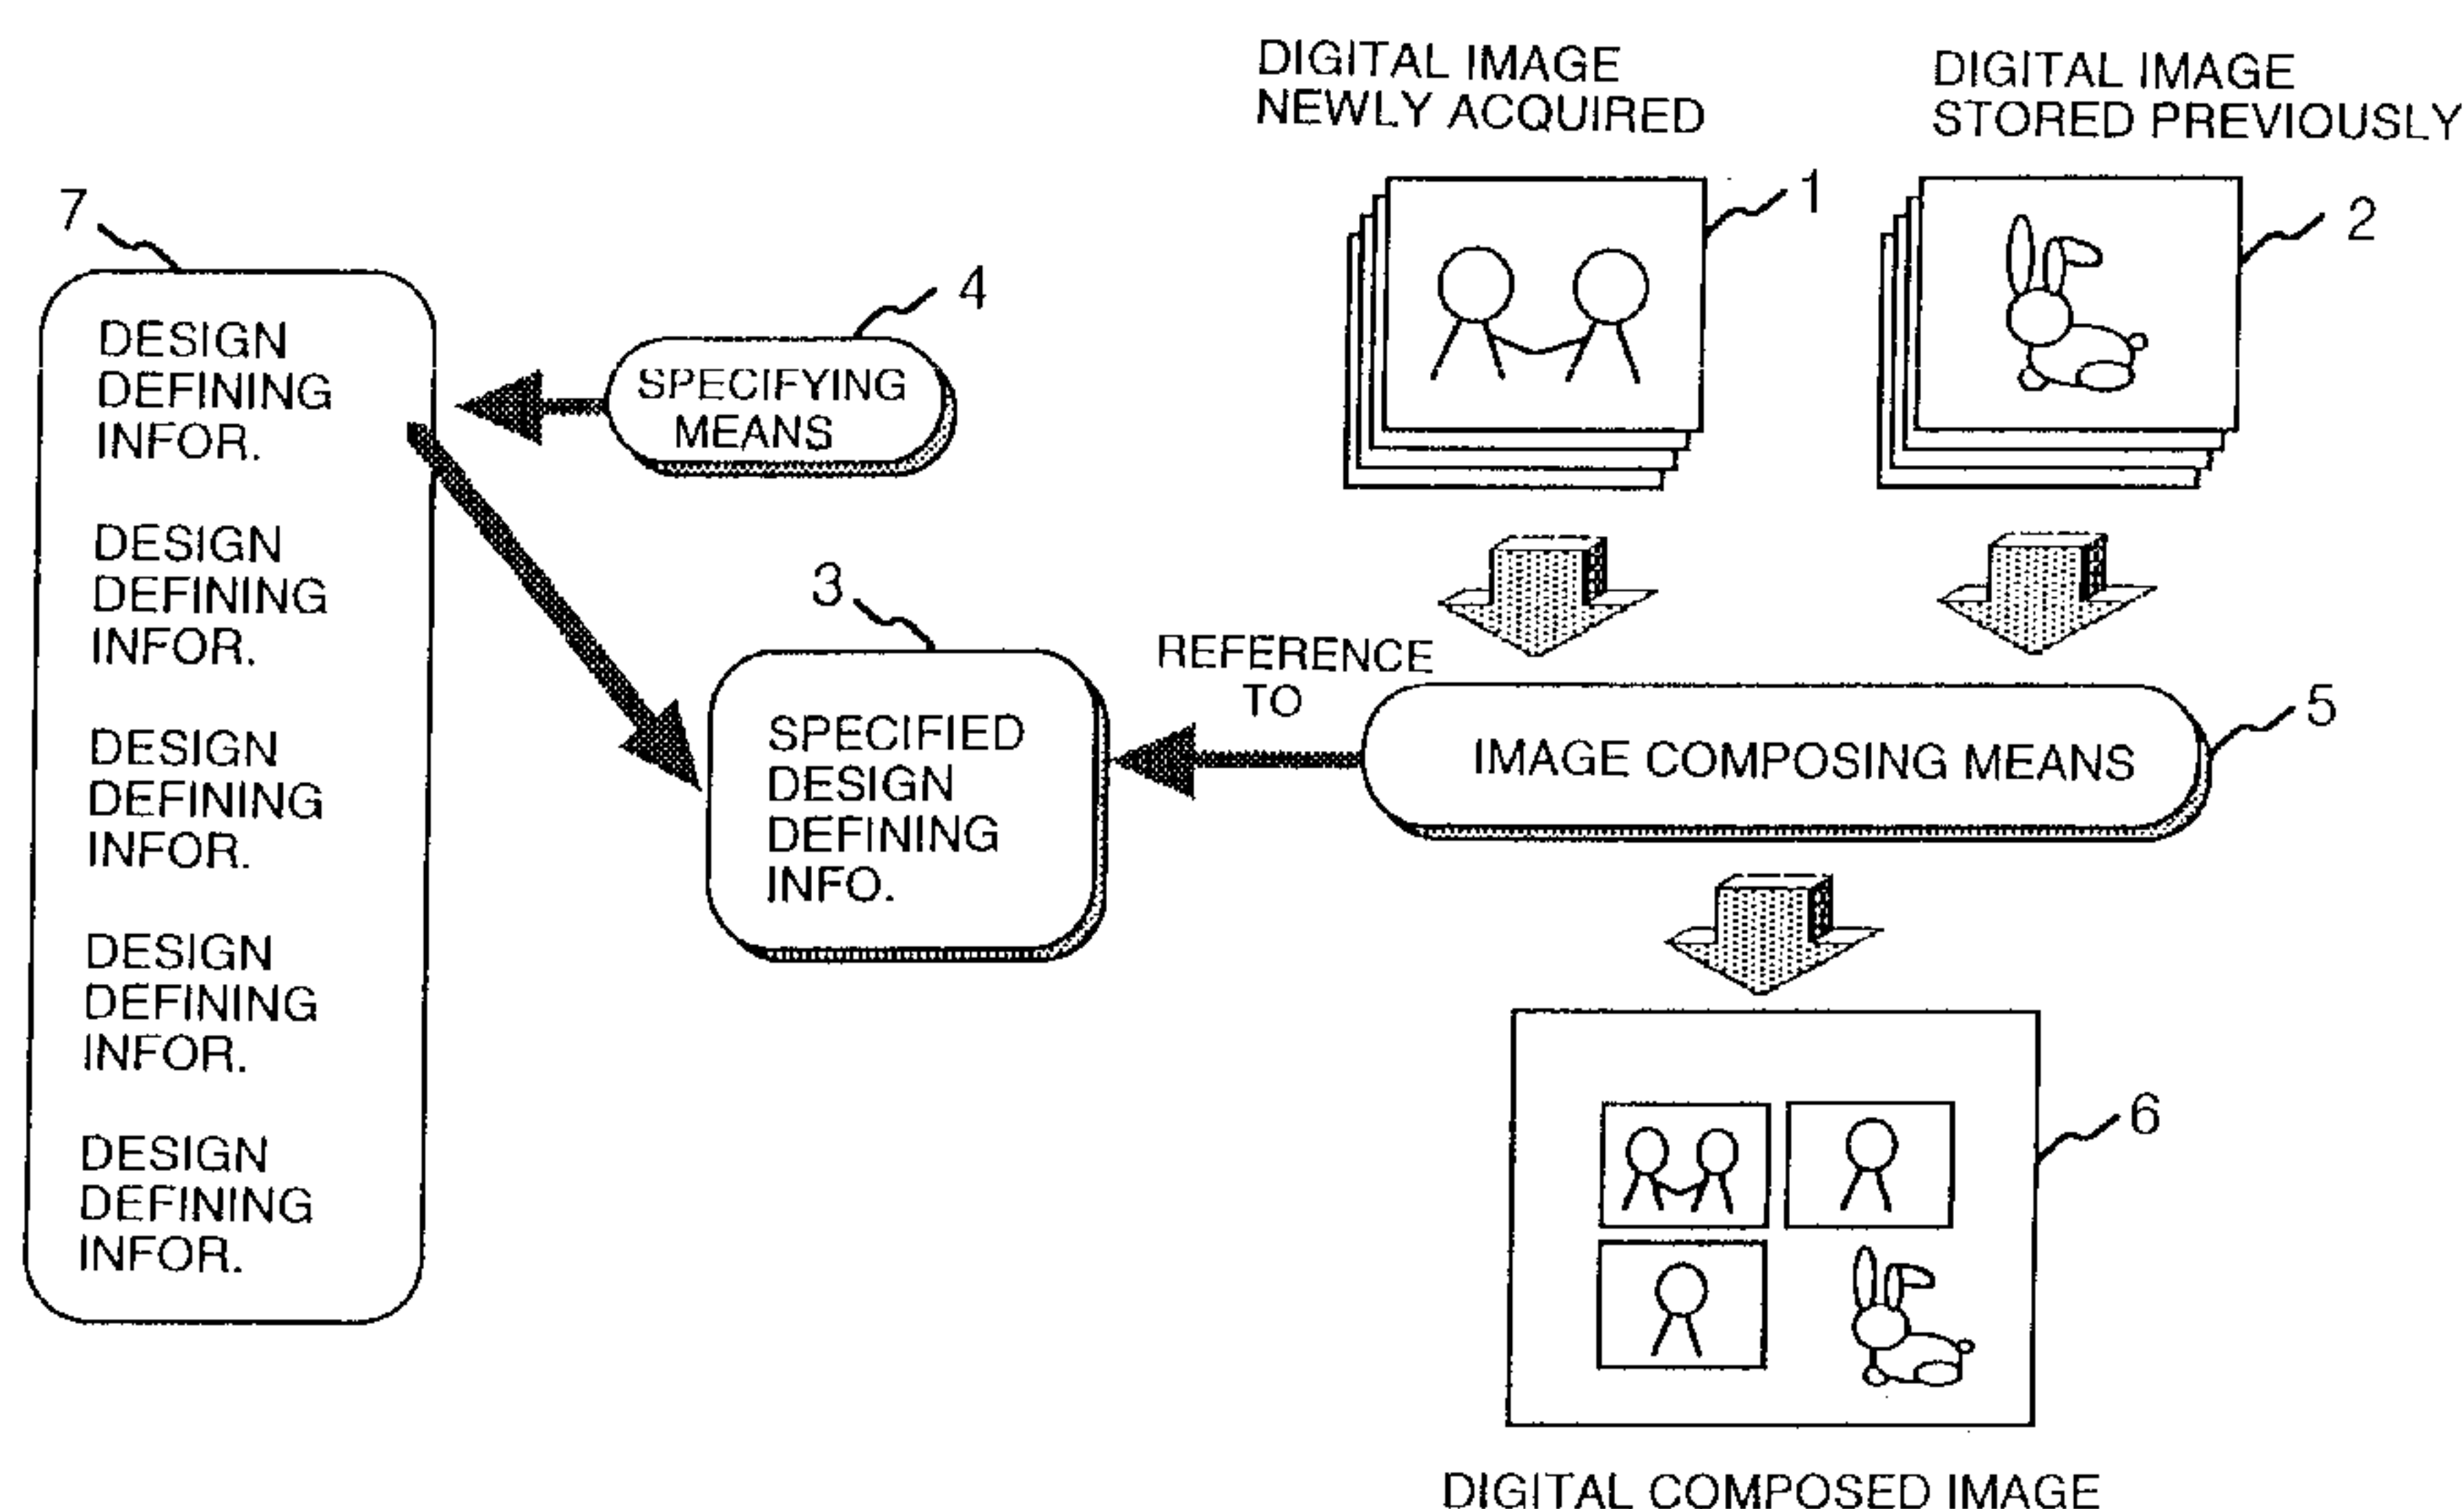 DIGITAL IMAGE
NEWLY ACQUIRED
DIGITAL IMAGE
STORED PREVIOUSLY
1
2
7
4
DESIGN
DEFINING
INFOR.
SPECIFYING
MEANS
DESIGN
DEFINING
INFOR.
3
REFERENCE
TO
5
DESIGN
DEFINING
INFOR.
SPECIFIED
DESIGN
DEFINING
INFO.
IMAGE COMPOSING MEANS
DESIGN
DEFINING
INFOR.
6
DESIGN
DEFINING
INFOR.
DIGITAL COMPOSED IMAGE